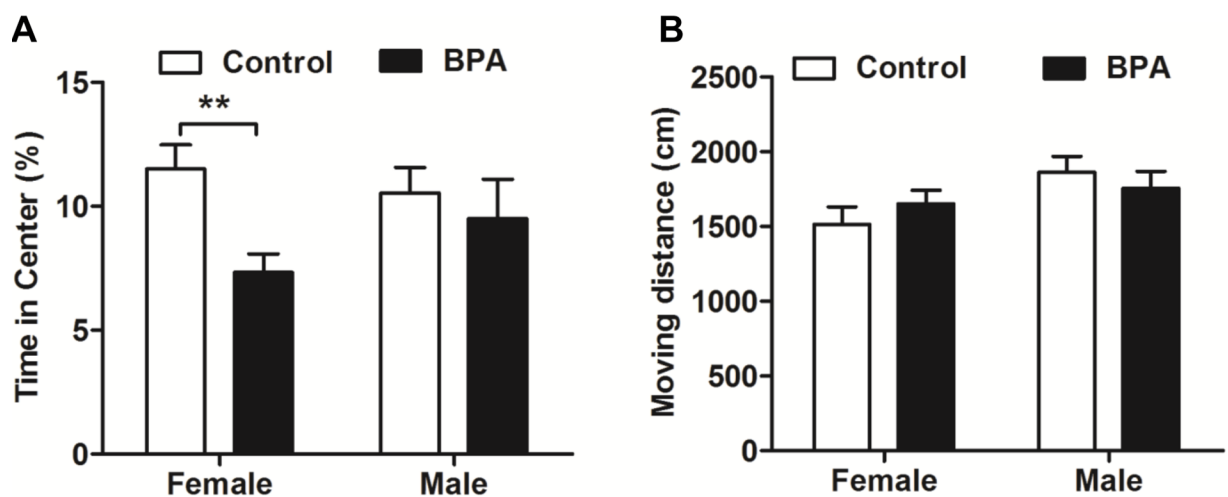 A
Control BPA
15
**
10
5
0
Time in Center (%)
Female Male
B
Control BPA
2500
2000
1500
1000
500
0
Moving distance (cm)
Female Male